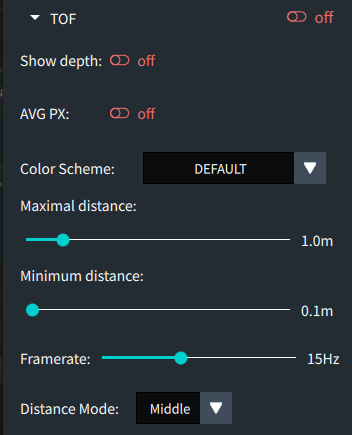 TOF off
Show depth: off
AVG PX: off
Color Scheme: DEFAULT
Maximal distance:
1.0m
Minimum distance:
0.1m
Framerate: 15Hz
Distance Mode: Middle